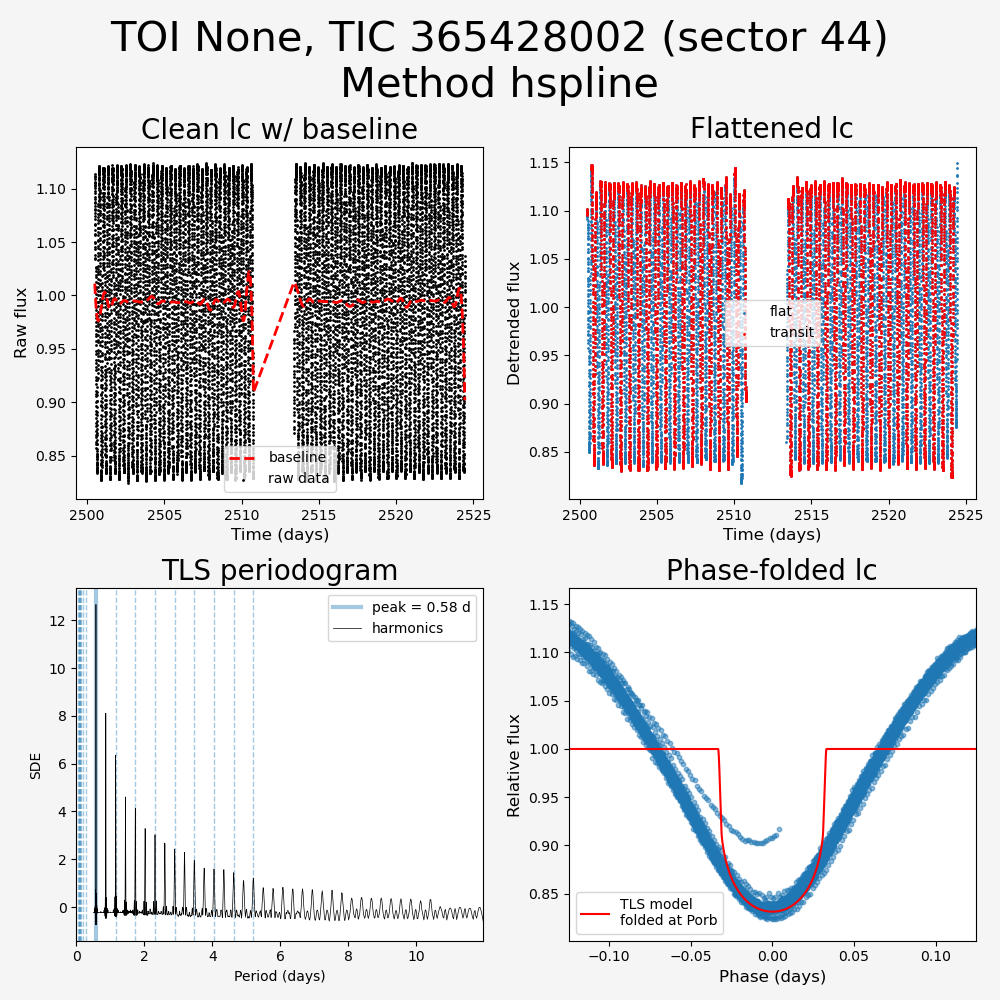 TOI None, TIC 365428002 (sector 44)
Method hspline
Clean lc w/ baseline
Raw flux
1.10
1.05
1.00
0.95
0.90
0.85
baseline
raw data
2500
2505
2510
2515
2520
2525
Time (days)
Flattened lc
Detrended flux
1.15
1.10
1.05
1.00
0.95
0.90
0.85
flat
transit
2500
2505
2510
2515
2520
2525
Time (days)
TLS periodogram
SDE
12
10
8
6
4
2
0
peak = 0.58 d
harmonics
0
2
4
6
8
10
Period (days)
Phase-folded lc
Relative flux
1.15
1.10
1.05
1.00
0.95
0.90
0.85
TLS model
folded at Porb
−0.10
−0.05
0.00
0.05
0.10
Phase (days)